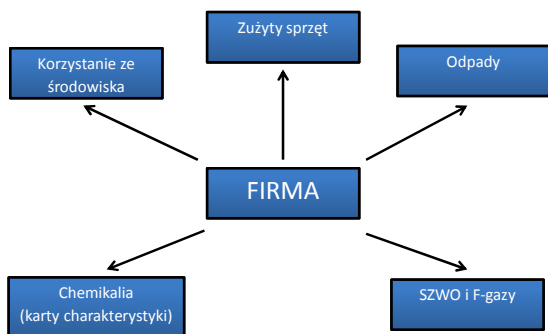 Zużyty sprzęt
Korzystanie ze
środowiska
Odpady
FIRMA
Chemikalia
(karty charakterystyki)
SZWO i F-gazy